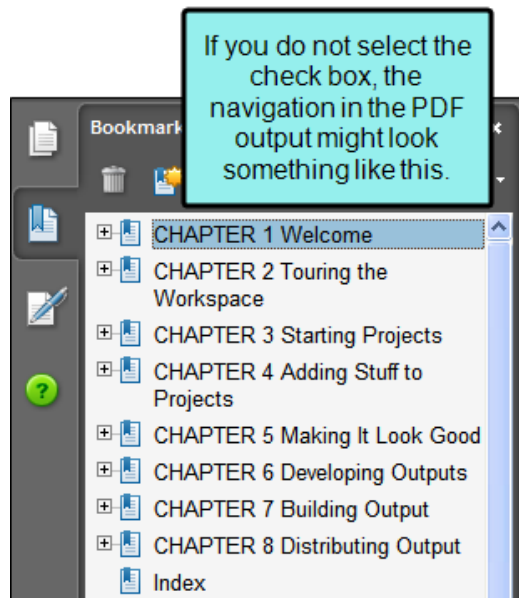 If you do not select the
check box, the
navigation in the PDF
output might look
something like this.
Bookmark
CHAPTER 1 Welcome
CHAPTER 2 Touring the
Workspace
CHAPTER 3 Starting Projects
CHAPTER 4 Adding Stuff to
Projects
CHAPTER 5 Making It Look Good
CHAPTER 6 Developing Outputs
CHAPTER 7 Building Output
CHAPTER 8 Distributing Output
Index